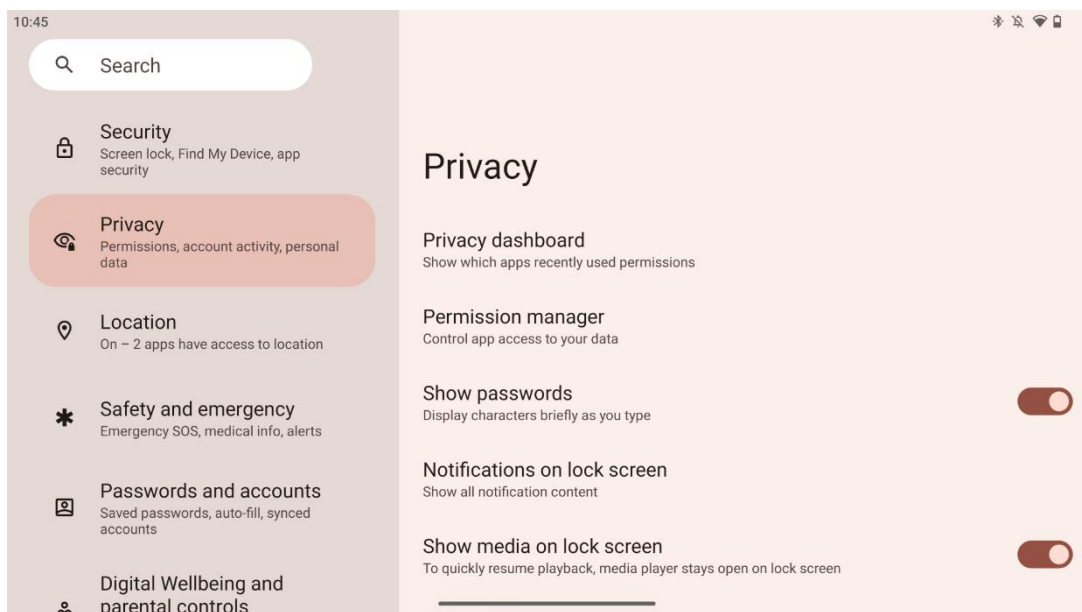 10:45
Search
Security
Screen lock, Find My Device, app
security
Privacy
Permissions, account activity, personal
data
Location
On – 2 apps have access to location
Safety and emergency
Emergency SOS, medical info, alerts
Passwords and accounts
Saved passwords, auto-fill, synced
accounts
Digital Wellbeing and
parental controls
Privacy
Privacy dashboard
Show which apps recently used permissions
Permission manager
Control app access to your data
Show passwords
Display characters briefly as you type
Notifications on lock screen
Show all notification content
Show media on lock screen
To quickly resume playback, media player stays open on lock screen